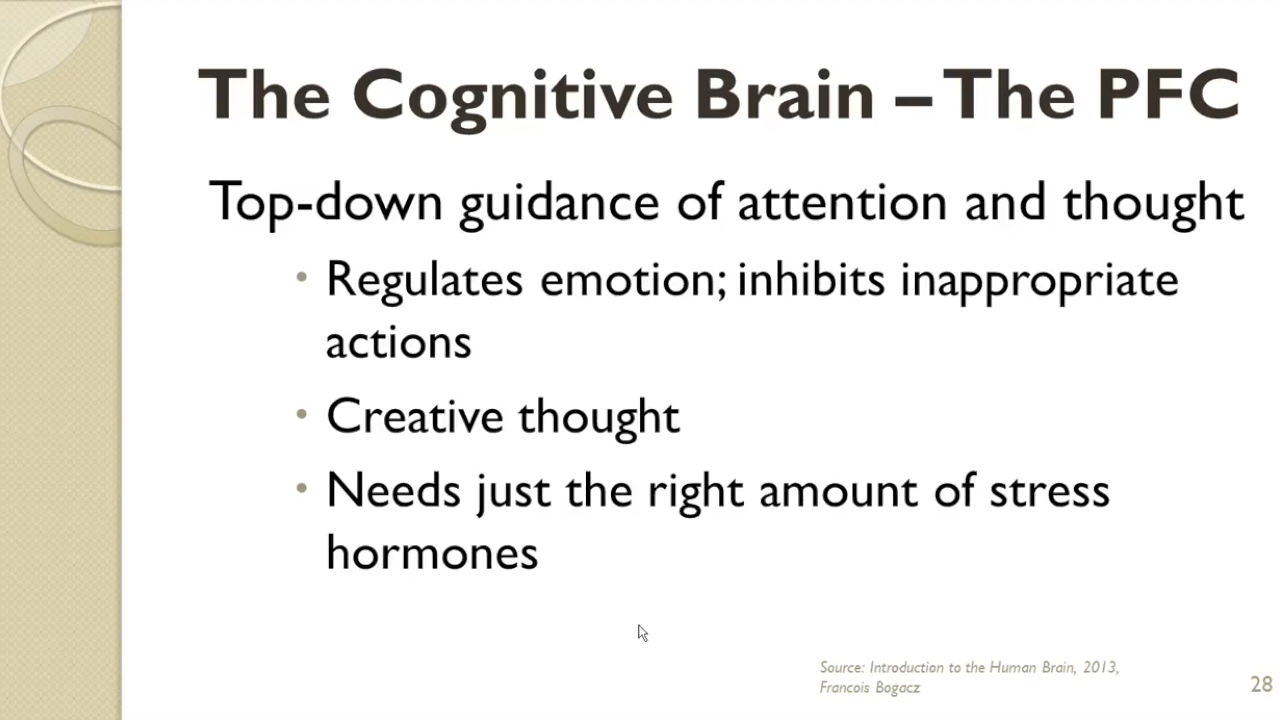 The Cognitive Brain – The PFC
Top-down guidance of attention and thought
• Regulates emotion; inhibits inappropriate
actions
• Creative thought
• Needs just the right amount of stress
hormones
Source: Introduction to the Human Brain, 2013,
Francois Bogacz
28